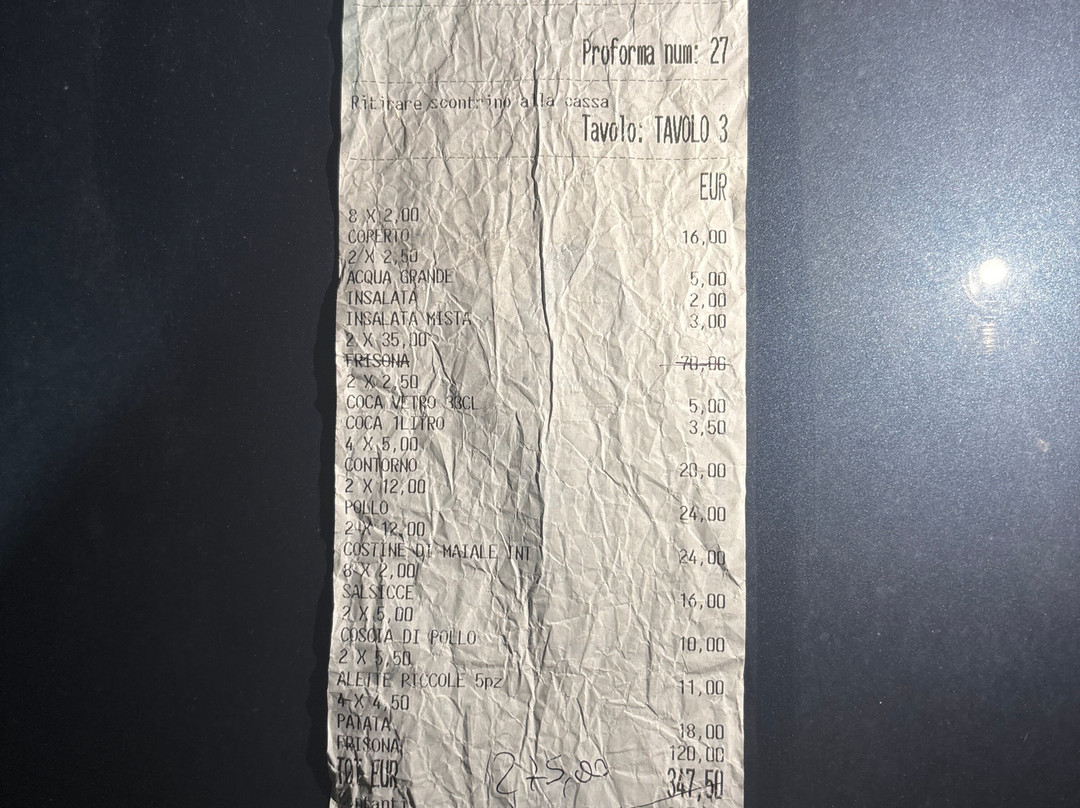 Proforma num: 27
Ritirare scontrino alla cassa
Tavolo: TAVOLO 3
EUR
8 X 2,00
COPERTO 16,00
2 X 2,50
ACQUA GRANDE 5,00
INSALATA 2,00
INSALATA MISTA 3,00
2 X 35,00
FRISONA 70,00
2 X 2,50
COCA VETRO 33CL 5,00
COCA 1LITRO 3,50
4 X 5,00
CONTORNO 20,00
2 X 12,00
POLLO 24,00
2 X 12,00
COSTINE DI MAIALE INT 24,00
8 X 2,00
SALSICCE 16,00
2 X 5,00
COSCIA DI POLLO 10,00
2 X 5,50
ALETTE PICCOLE 5pz 11,00
4 X 4,50
PATATA 18,00
FRISONA 120,00
TOT EUR 347,50